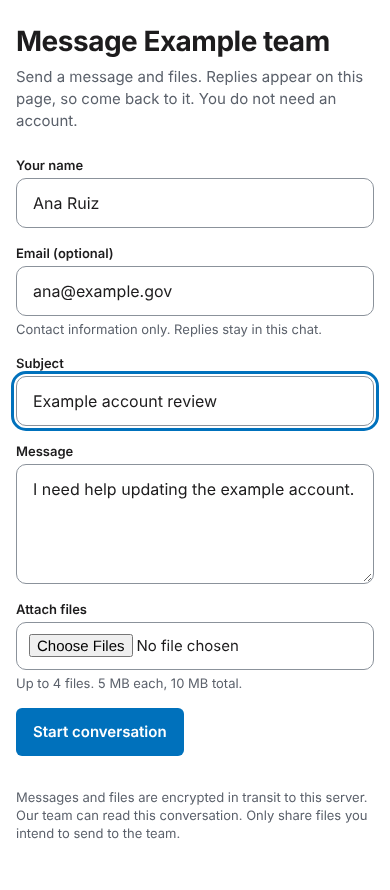 Message Example team
Send a message and files. Replies appear on this
page, so come back to it. You do not need an
account.
Your name
Ana Ruiz
Email (optional)
ana@example.gov
Contact information only. Replies stay in this chat.
Subject
Example account review
Message
I need help updating the example account.
Attach files
Choose Files No file chosen
Up to 4 files. 5 MB each, 10 MB total.
Start conversation
Messages and files are encrypted in transit to this server.
Our team can read this conversation. Only share files you
intend to send to the team.